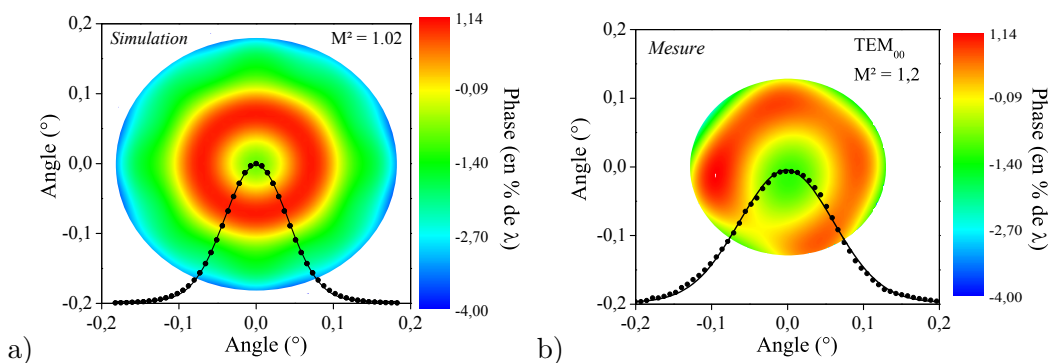 a)
Simulation
M² = 1.02
Angle (°)
0,2
0,1
0,0
-0,1
-0,2
-0,2
-0,1
0,0
0,1
0,2
Angle (°)
1,14
-0.09
-1.40
-2.70
-4.00
Phase (en % de λ)
b)
Mesure
TEM₀₀
M² = 1,2
Angle (°)
0,2
0,1
0,0
-0,1
-0,2
-0,2
-0,1
0,0
0,1
0,2
Angle (°)
1,14
-0.09
-1.40
-2.70
-4.00
Phase (en % de λ)